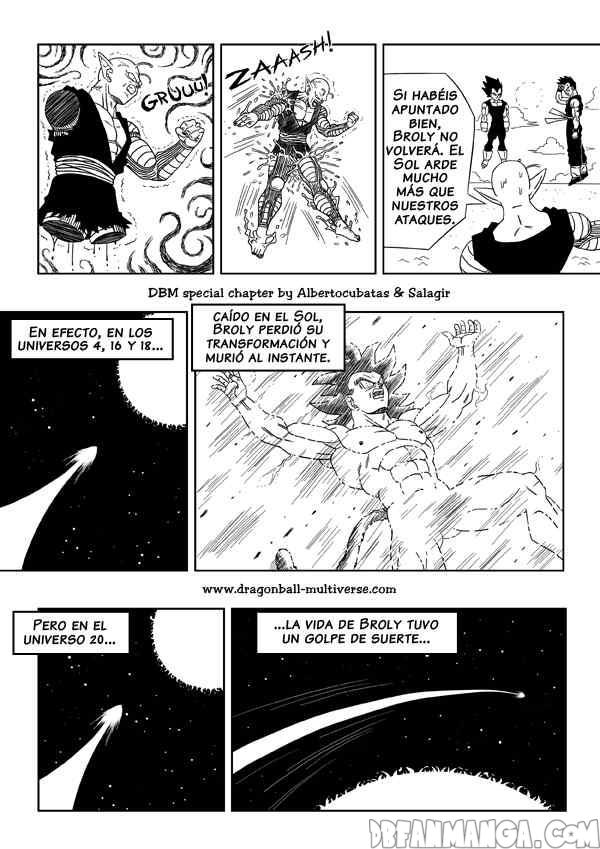 GRUUU!
ZAAASH!
SI HABÉIS
APUNTADO
BIEN,
BROLY NO
VOLVERÁ. EL
SOL ARDE
MUCHO
MÁS QUE
NUESTROS
ATAQUES.
DBM special chapter by Albertocubatas & Salagir
EN EFECTO, EN LOS
UNIVERSOS 4, 16 Y 18...
CAÍDO EN EL SOL,
BROLY PERDIÓ SU
TRANSFORMACIÓN Y
MURIÓ AL INSTANTE.
www.dragonball-multiverse.com
PERO EN EL
UNIVERSO 20...
...LA VIDA DE BROLY TUVO
UN GOLPE DE SUERTE...
DBFANMANGA.COM